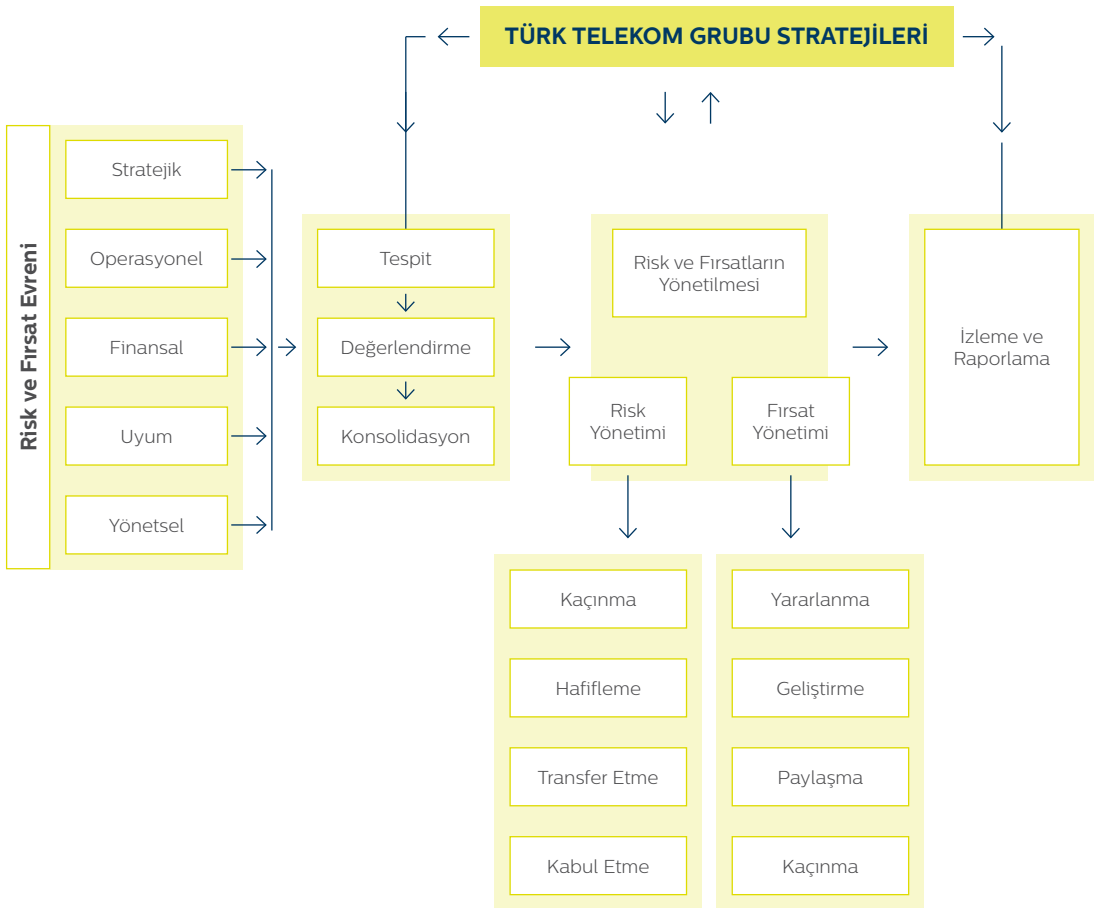 TÜRK TELEKOM GRUBU STRATEJİLERİ
Risk ve Fırsat Evreni
Stratejik
Operasyonel
Finansal
Uyum
Yönetsel
Tespit
Değerlendirme
Konsolidasyon
Risk ve Fırsatların
Yönetilmesi
Risk
Yönetimi
Fırsat
Yönetimi
İzleme ve
Raporlama
Kaçınma
Hafifleme
Transfer Etme
Kabul Etme
Yararlanma
Geliştirme
Paylaşma
Kaçınma